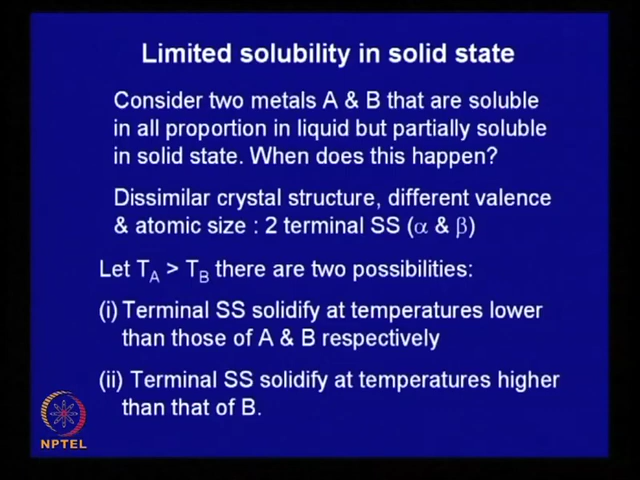 Limited solubility in solid state
Consider two metals A & B that are soluble
in all proportion in liquid but partially soluble
in solid state. When does this happen?
Dissimilar crystal structure, different valence
& atomic size : 2 terminal SS (α & β)
Let T_A > T_B there are two possibilities:
(i) Terminal SS solidify at temperatures lower
than those of A & B respectively
(ii) Terminal SS solidify at temperatures higher
than that of B.
NPTEL